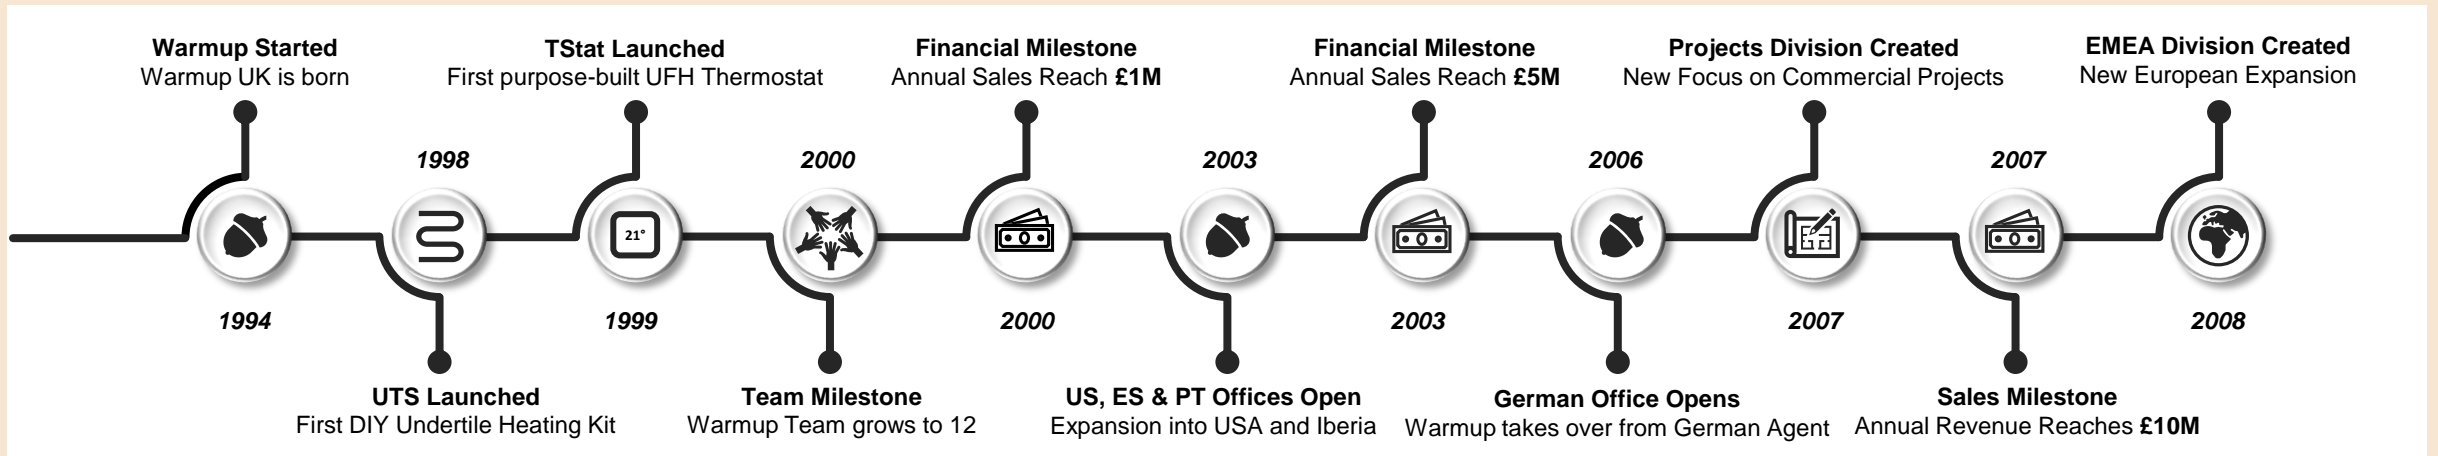 Warmup Started
Warmup UK is born
1994
1998
UTS Launched
First DIY Undertile Heating Kit
TStat Launched
First purpose-built UFH Thermostat
21°
1999
2000
Team Milestone
Warmup Team grows to 12
Financial Milestone
Annual Sales Reach £1M
2000
2003
US, ES & PT Offices Open
Expansion into USA and Iberia
Financial Milestone
Annual Sales Reach £5M
2003
2006
German Office Opens
Warmup takes over from German Agent
Projects Division Created
New Focus on Commercial Projects
2007
2007
Sales Milestone
Annual Revenue Reaches £10M
EMEA Division Created
New European Expansion
2008